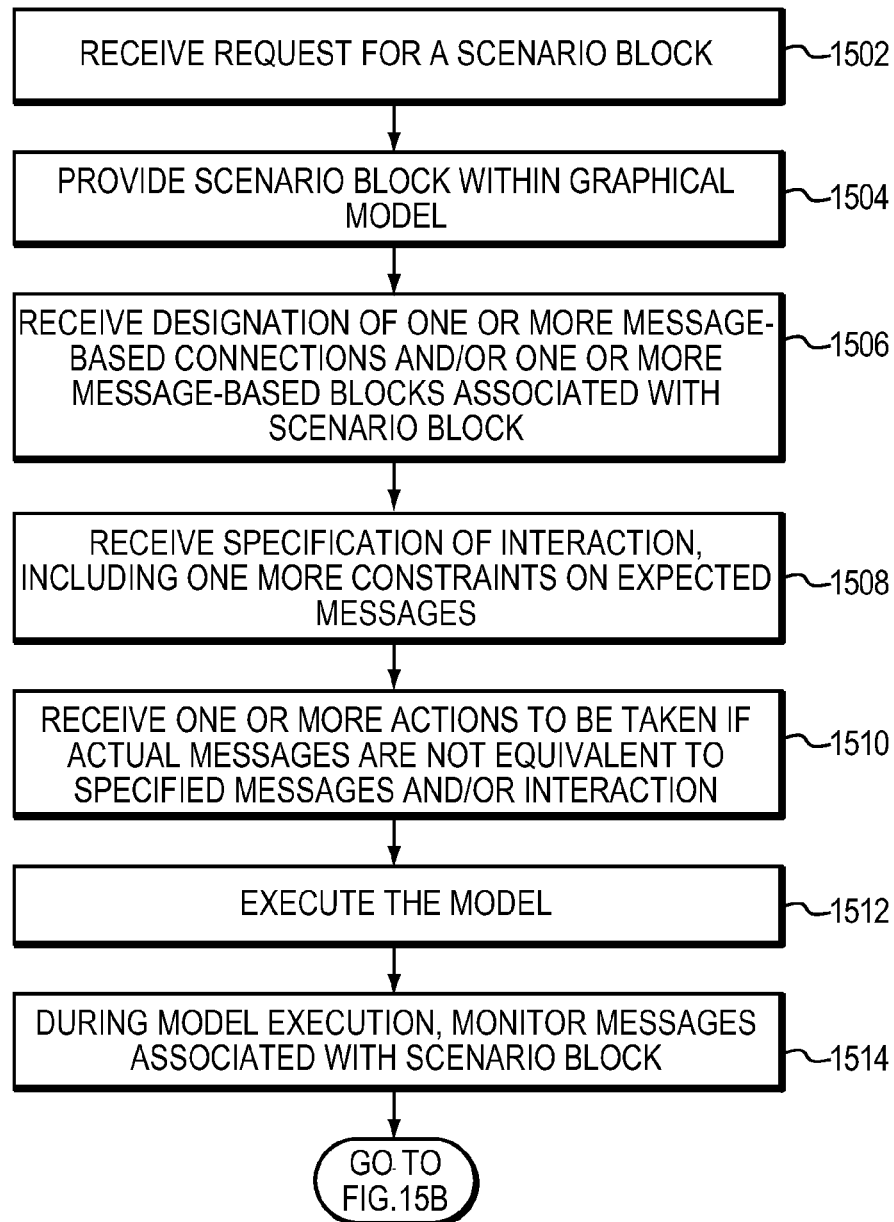 RECEIVE REQUEST FOR A SCENARIO BLOCK
1502
PROVIDE SCENARIO BLOCK WITHIN GRAPHICAL
MODEL
1504
RECEIVE DESIGNATION OF ONE OR MORE MESSAGE-
BASED CONNECTIONS AND/OR ONE OR MORE
MESSAGE-BASED BLOCKS ASSOCIATED WITH
SCENARIO BLOCK
1506
RECEIVE SPECIFICATION OF INTERACTION,
INCLUDING ONE MORE CONSTRAINTS ON EXPECTED
MESSAGES
1508
RECEIVE ONE OR MORE ACTIONS TO BE TAKEN IF
ACTUAL MESSAGES ARE NOT EQUIVALENT TO
SPECIFIED MESSAGES AND/OR INTERACTION
1510
EXECUTE THE MODEL
1512
DURING MODEL EXECUTION, MONITOR MESSAGES
ASSOCIATED WITH SCENARIO BLOCK
1514
GO TO
FIG.15B